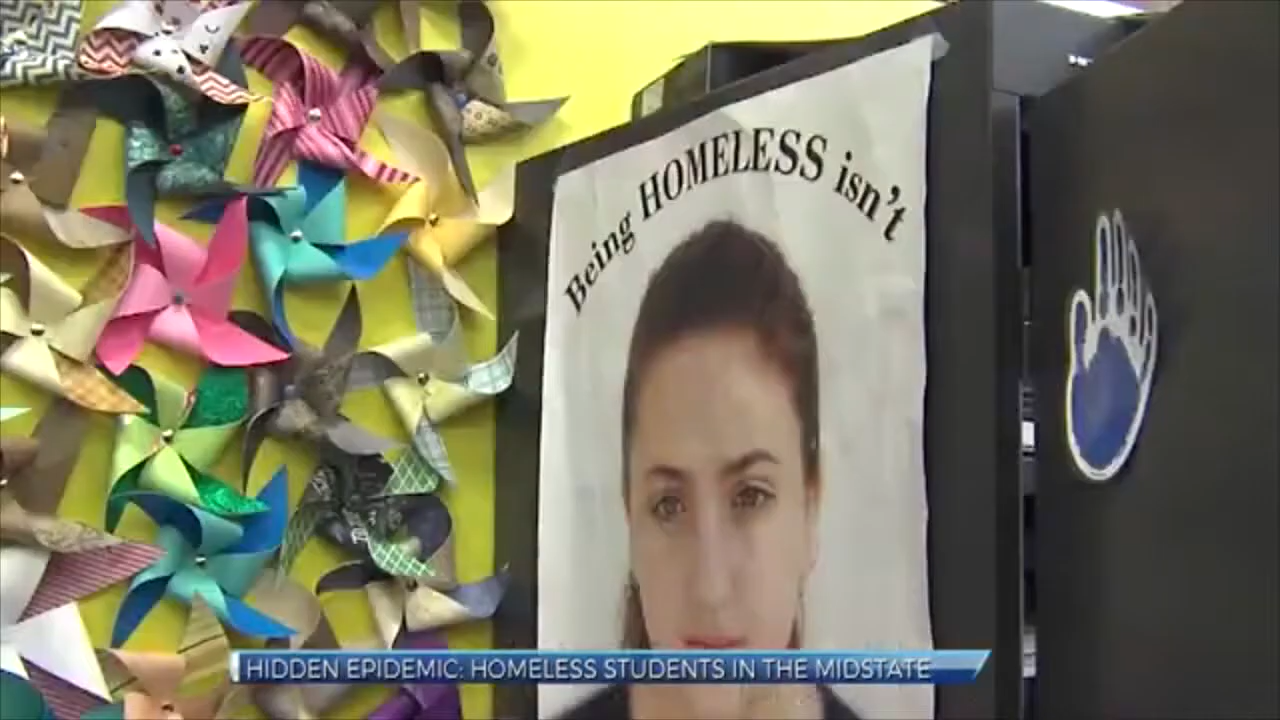 Being HOMELESS isn't
HIDDEN EPIDEMIC: HOMELESS STUDENTS IN THE MIDSTATE